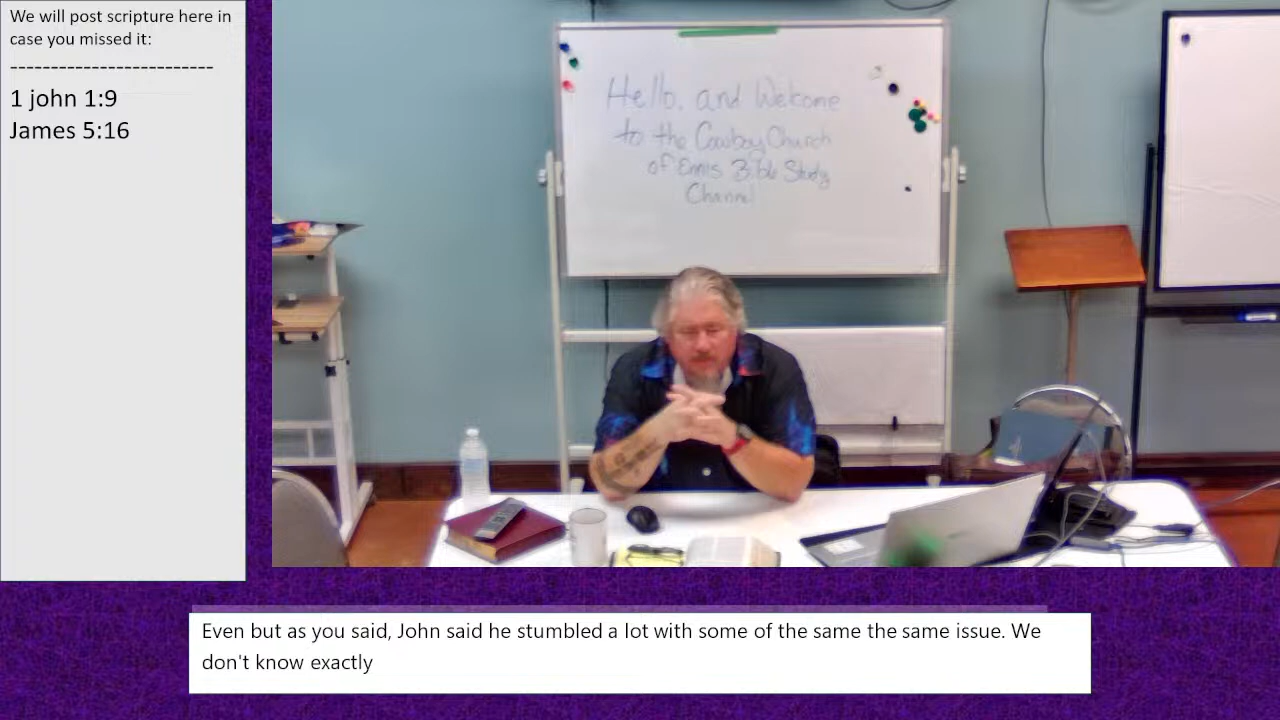 We will post scripture here in
case you missed it:
-------------------------
1 john 1:9
James 5:16
Hello, and Welcome
to the Cowboy Church
of Ennis Bible Study
Channel
Even but as you said, John said he stumbled a lot with some of the same the same issue. We
don't know exactly